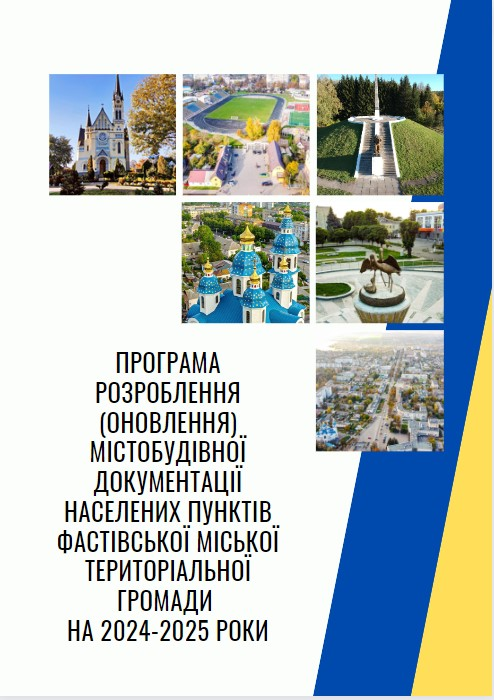 ПРОГРАМА
РОЗРОБЛЕННЯ
(ОНОВЛЕННЯ)
МІСТОБУДІВНОЇ
ДОКУМЕНТАЦІЇ
НАСЕЛЕНИХ ПУНКТІВ
ФАСТІВСЬКОЇ МІСЬКОЇ
ТЕРИТОРІАЛЬНОЇ
ГРОМАДИ
НА 2024-2025 РОКИ